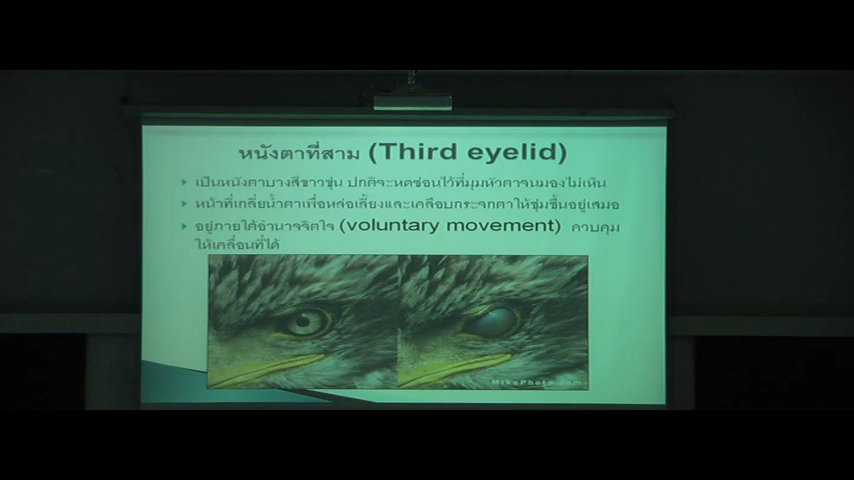 หนังตาที่สาม (Third eyelid)
เป็นหนังตาบางสีขาวขุ่น ปกติจะหดซ่อนไว้ที่มุมหัวตาจนมองไม่เห็น
หน้าที่เกลี่ยน้ำตาเพื่อหล่อเลี้ยงและเคลือบกระจกตาให้ชุ่มชื้นอยู่เสมอ
อยู่ภายใต้อำนาจจิตใจ (voluntary movement) ควบคุม
ให้เคลื่อนที่ได้
MikePhoto.com